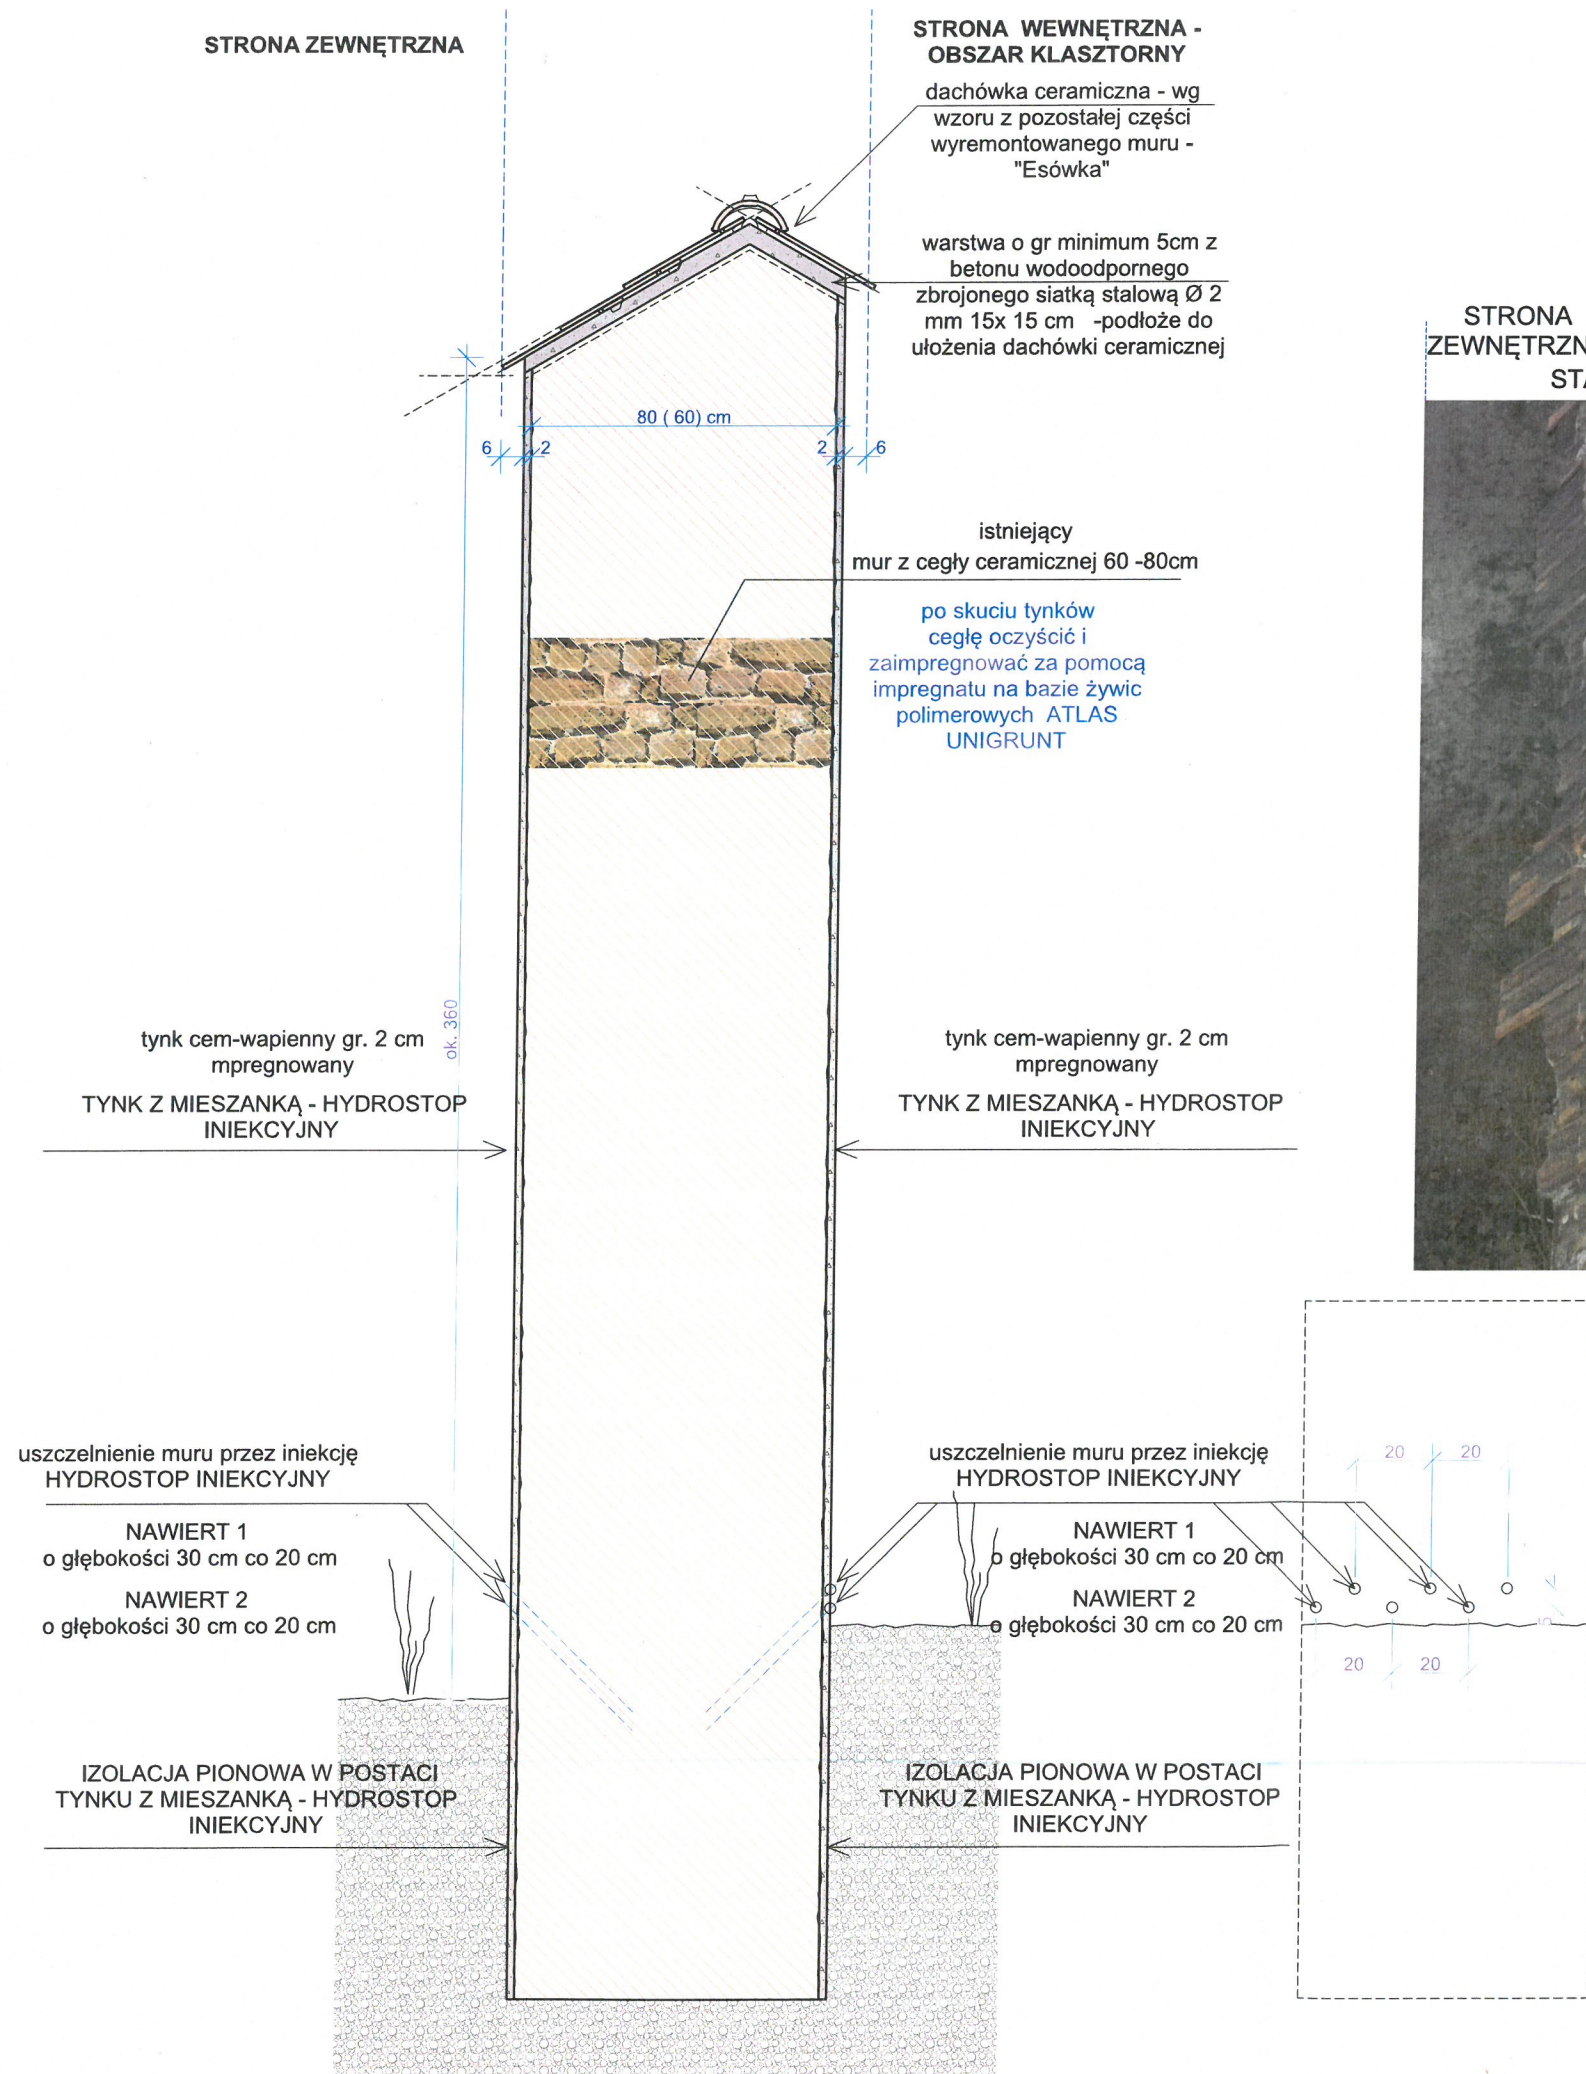 STRONA ZEWNĘTRZNA
STRONA WEWNĘTRZNA -
OBSZAR KLASZTORNY
dachówka ceramiczna - wg
wzoru z pozostałej części
wyremontowanego muru -
"Esówka"
warstwa o gr minimum 5cm z
betonu wodoodpornego
zbrojonego siatką stalową Ø 2
mm 15x 15 cm -podłoże do
ułożenia dachówki ceramicznej
STRONA
ZEWNĘTRZN
STA
80 ( 60) cm
6 2
2 6
istniejący
mur z cegły ceramicznej 60 -80cm
po skuciu tynków
cegłę oczyścić i
zaimpregnować za pomocą
impregnatu na bazie żywic
polimerowych ATLAS
UNIGRUNT
ok. 360
tynk cem-wapienny gr. 2 cm
mpregnowany
TYNK Z MIESZANKĄ - HYDROSTOP
INIEKCYJNY
tynk cem-wapienny gr. 2 cm
mpregnowany
TYNK Z MIESZANKĄ - HYDROSTOP
INIEKCYJNY
uszczelnienie muru przez iniekcję
HYDROSTOP INIEKCYJNY
NAWIERT 1
o głębokości 30 cm co 20 cm
NAWIERT 2
o głębokości 30 cm co 20 cm
uszczelnienie muru przez iniekcję
HYDROSTOP INIEKCYJNY
NAWIERT 1
o głębokości 30 cm co 20 cm
NAWIERT 2
o głębokości 30 cm co 20 cm
20 20
5
20 20
IZOLACJA PIONOWA W POSTACI
TYNKU Z MIESZANKĄ - HYDROSTOP
INIEKCYJNY
IZOLACJA PIONOWA W POSTACI
TYNKU Z MIESZANKĄ - HYDROSTOP
INIEKCYJNY